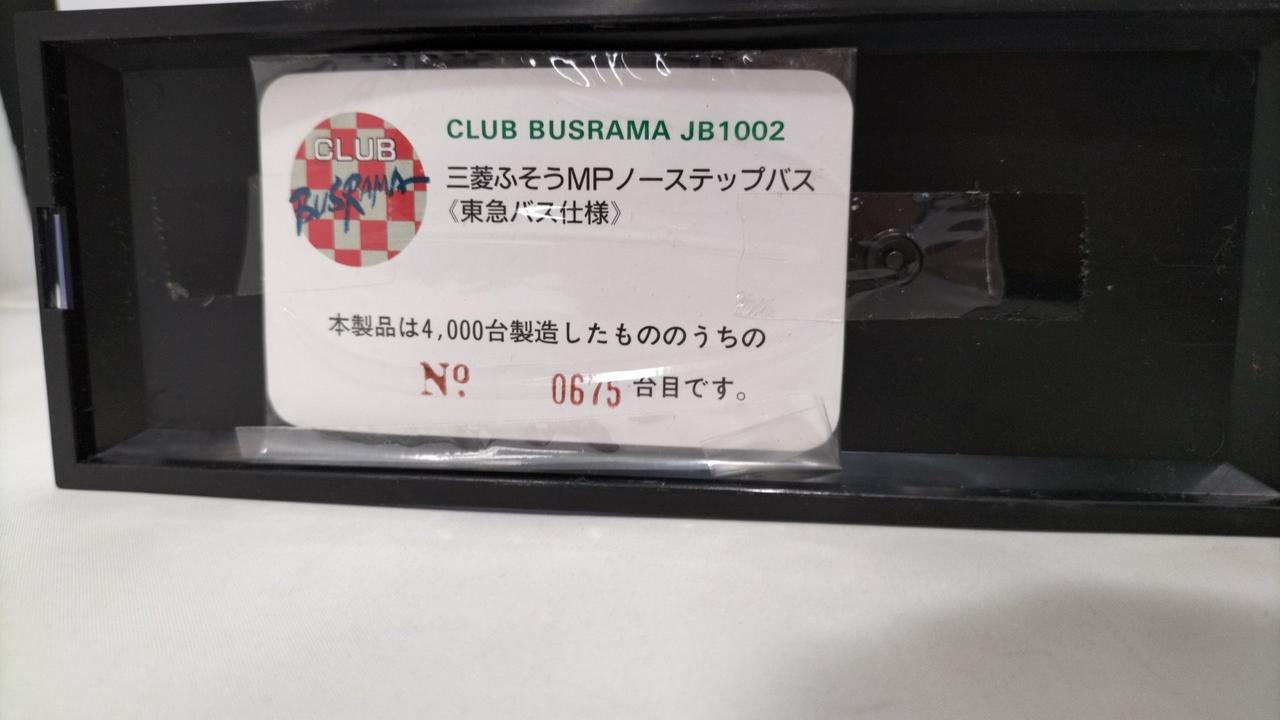 CLUB
BUSRAMA
CLUB BUSRAMA JB1002
三菱ふそうMPノーステップバス
《東急バス仕様》
本製品は4,000台製造したもののうちの
Nº 0675 台目です。